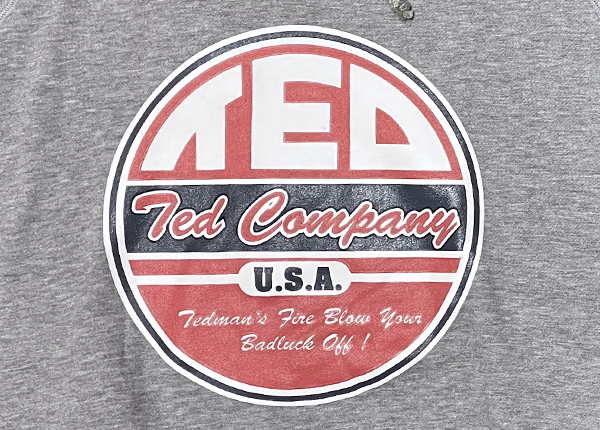 TED
Ted Company
U.S.A.
Tedman's Fire Blow Your
Badluck Off !